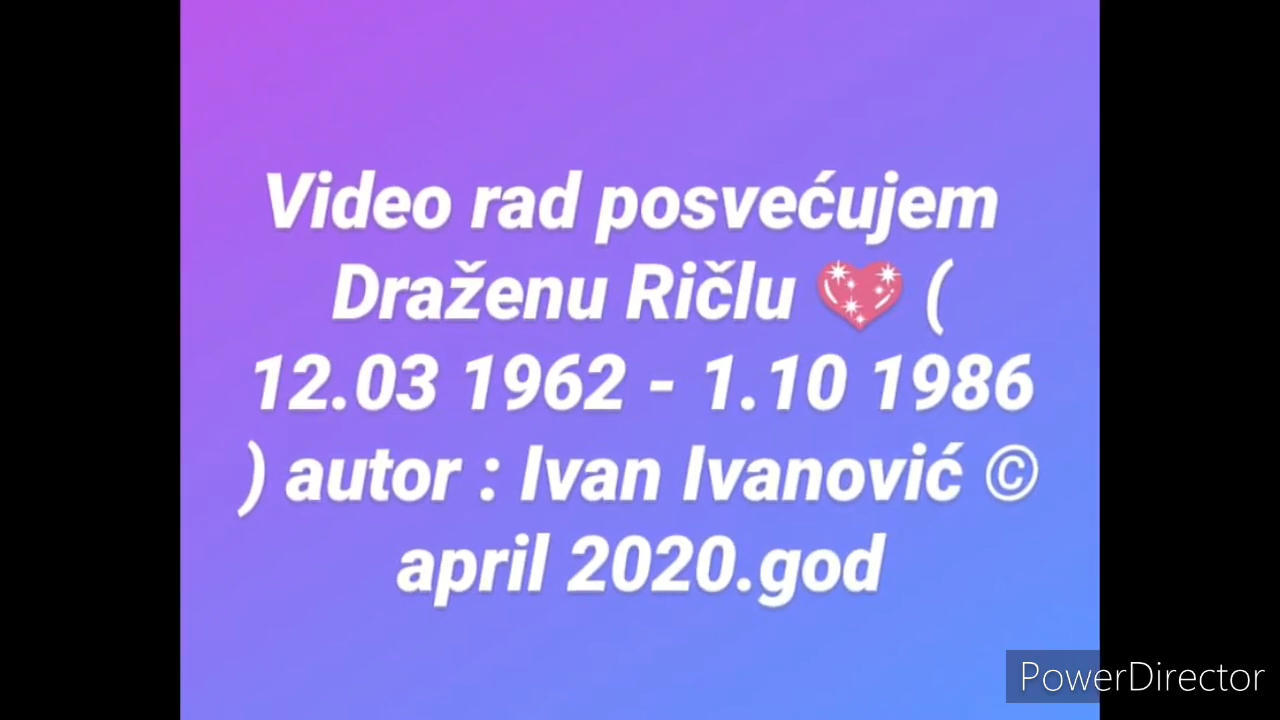 Video rad posvećujem
Draženu Ričlu 💖 (
12.03 1962 - 1.10 1986
) autor : Ivan Ivanović ©
april 2020.god
PowerDirector